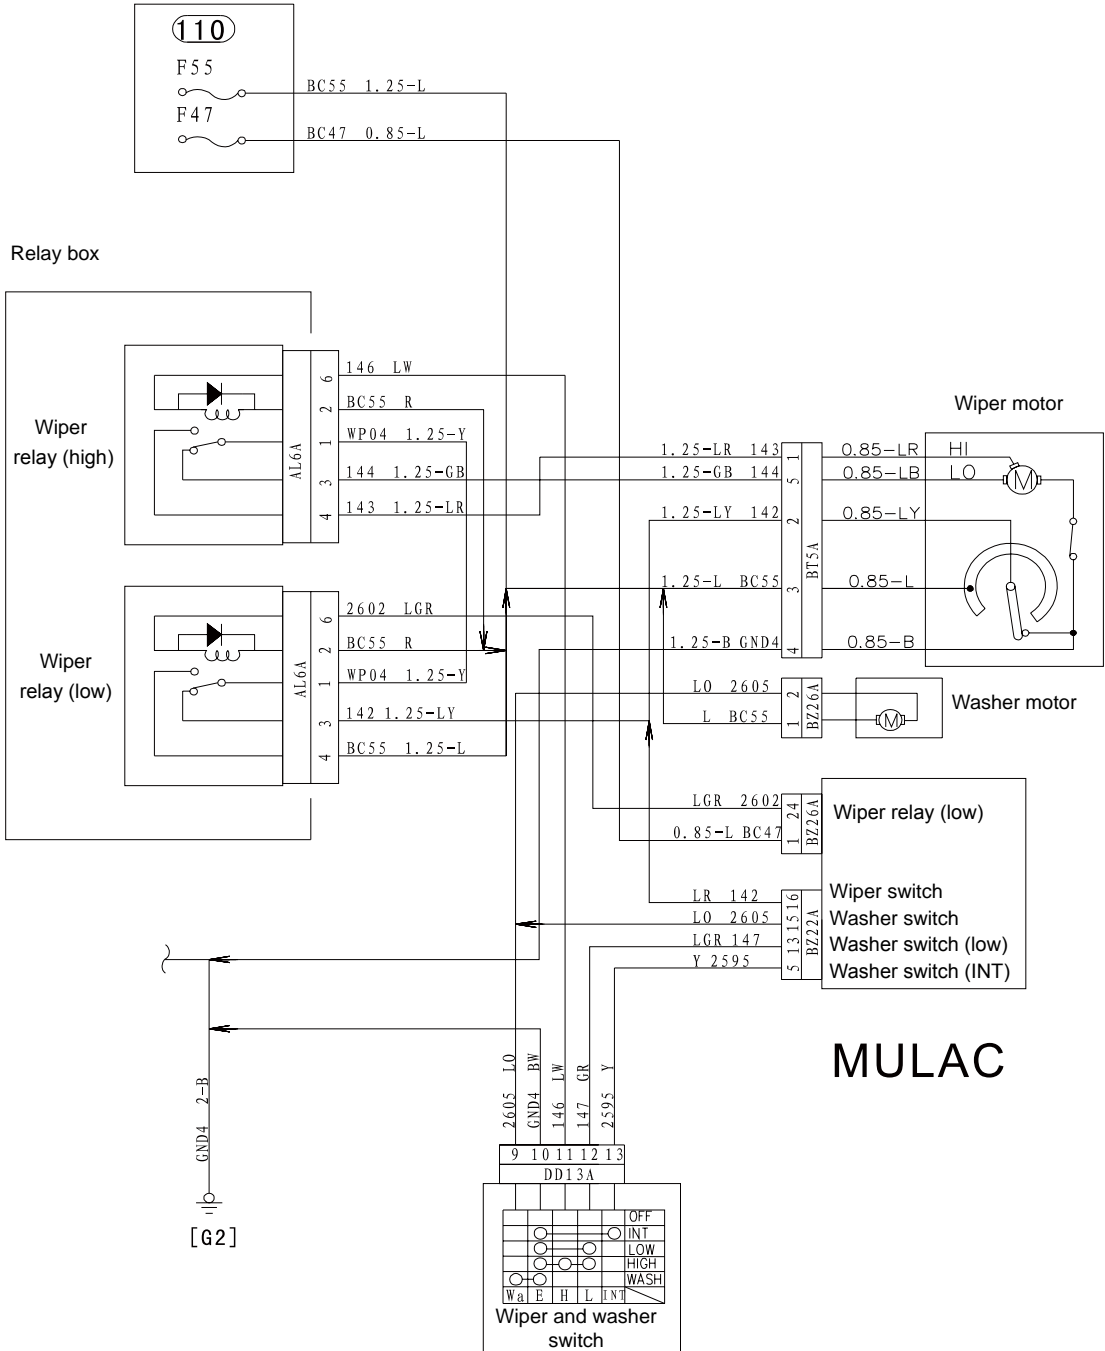 110
F55
BC55 1.25-L
F47
BC47 0.85-L
Relay box
Wiper
relay (high)
AL6A
6
2
1
3
4
146 LW
BC55 R
WP04 1.25-Y
144 1.25-GB
143 1.25-LR
Wiper
relay (low)
AL6A
6
2
1
3
4
2602 LGR
BC55 R
WP04 1.25-Y
142 1.25-LY
BC55 1.25-L
Wiper motor
1.25-LR 143 1 0.85-LR HI
1.25-GB 144 5 0.85-LB LO
M
1.25-LY 142 2 0.85-LY
BT5A
1.25-L BC55 3 0.85-L
1.25-B GND4 4 0.85-B
LO 2605 2
L BC55 1
BZ26A
M
Washer motor
LGR 2602 24
0.85-L BC47 1
BZ26A
Wiper relay (low)
LR 142 16 Wiper switch
LO 2605 15 Washer switch
LGR 147 13 Washer switch (low)
Y 2595 5 Washer switch (INT)
BZ22A
MULAC
GND4 2-B
[G2]
2605 LO
GND4 BW
146 LW
147 GR
2595 Y
9 10 11 12 13
DD13A
OFF
INT
LOW
HIGH
WASH
Wa E H L INT
Wiper and washer
switch